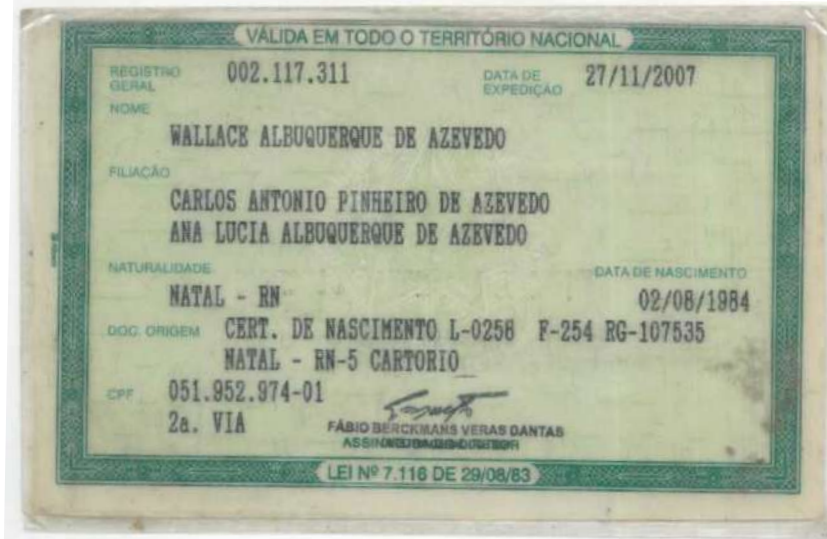 VÁLIDA EM TODO O TERRITÓRIO NACIONAL
REGISTRO GERAL 002.117.311 DATA DE EXPEDIÇÃO 27/11/2007
NOME
WALLACE ALBUQUERQUE DE AZEVEDO
FILIAÇÃO
CARLOS ANTONIO PINHEIRO DE AZEVEDO
ANA LUCIA ALBUQUERQUE DE AZEVEDO
NATURALIDADE DATA DE NASCIMENTO
NATAL - RN 02/08/1984
DOC. ORIGEM CERT. DE NASCIMENTO L-0258 F-254 RG-107535
NATAL - RN-5 CARTORIO
CPF 051.952.974-01
2a. VIA
FÁBIO BERCKMANS VERAS DANTAS
LEI Nº 7.116 DE 29/08/83